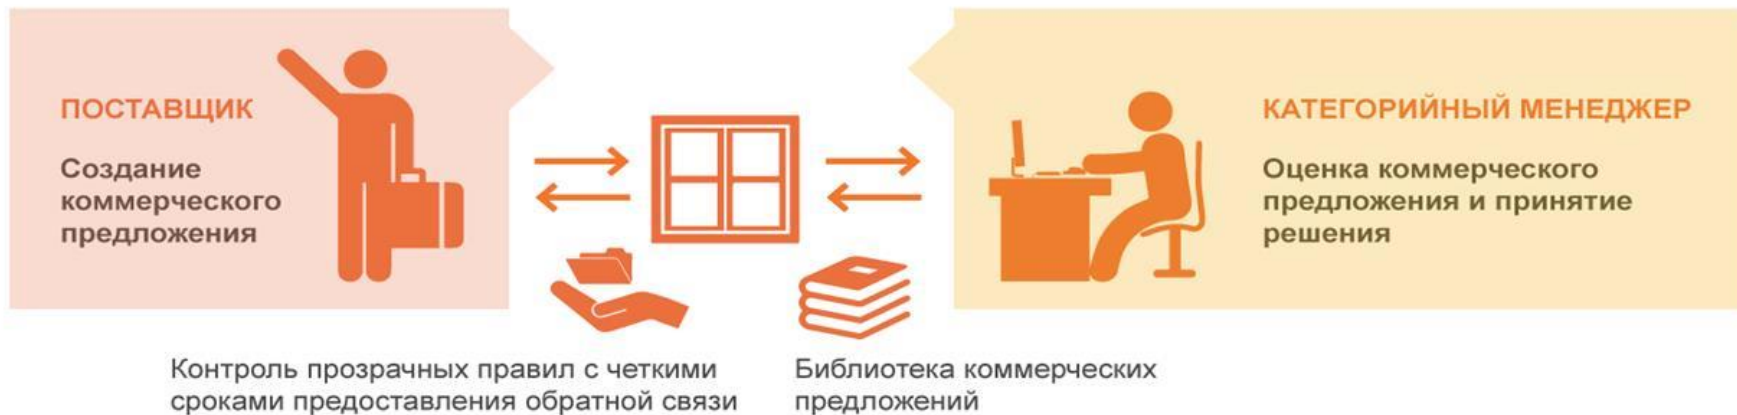 ПОСТАВЩИК
Создание
коммерческого
предложения
КАТЕГОРИЙНЫЙ МЕНЕДЖЕР
Оценка коммерческого
предложения и принятие
решения
Контроль прозрачных правил с четкими
сроками предоставления обратной связи
Библиотека коммерческих
предложений